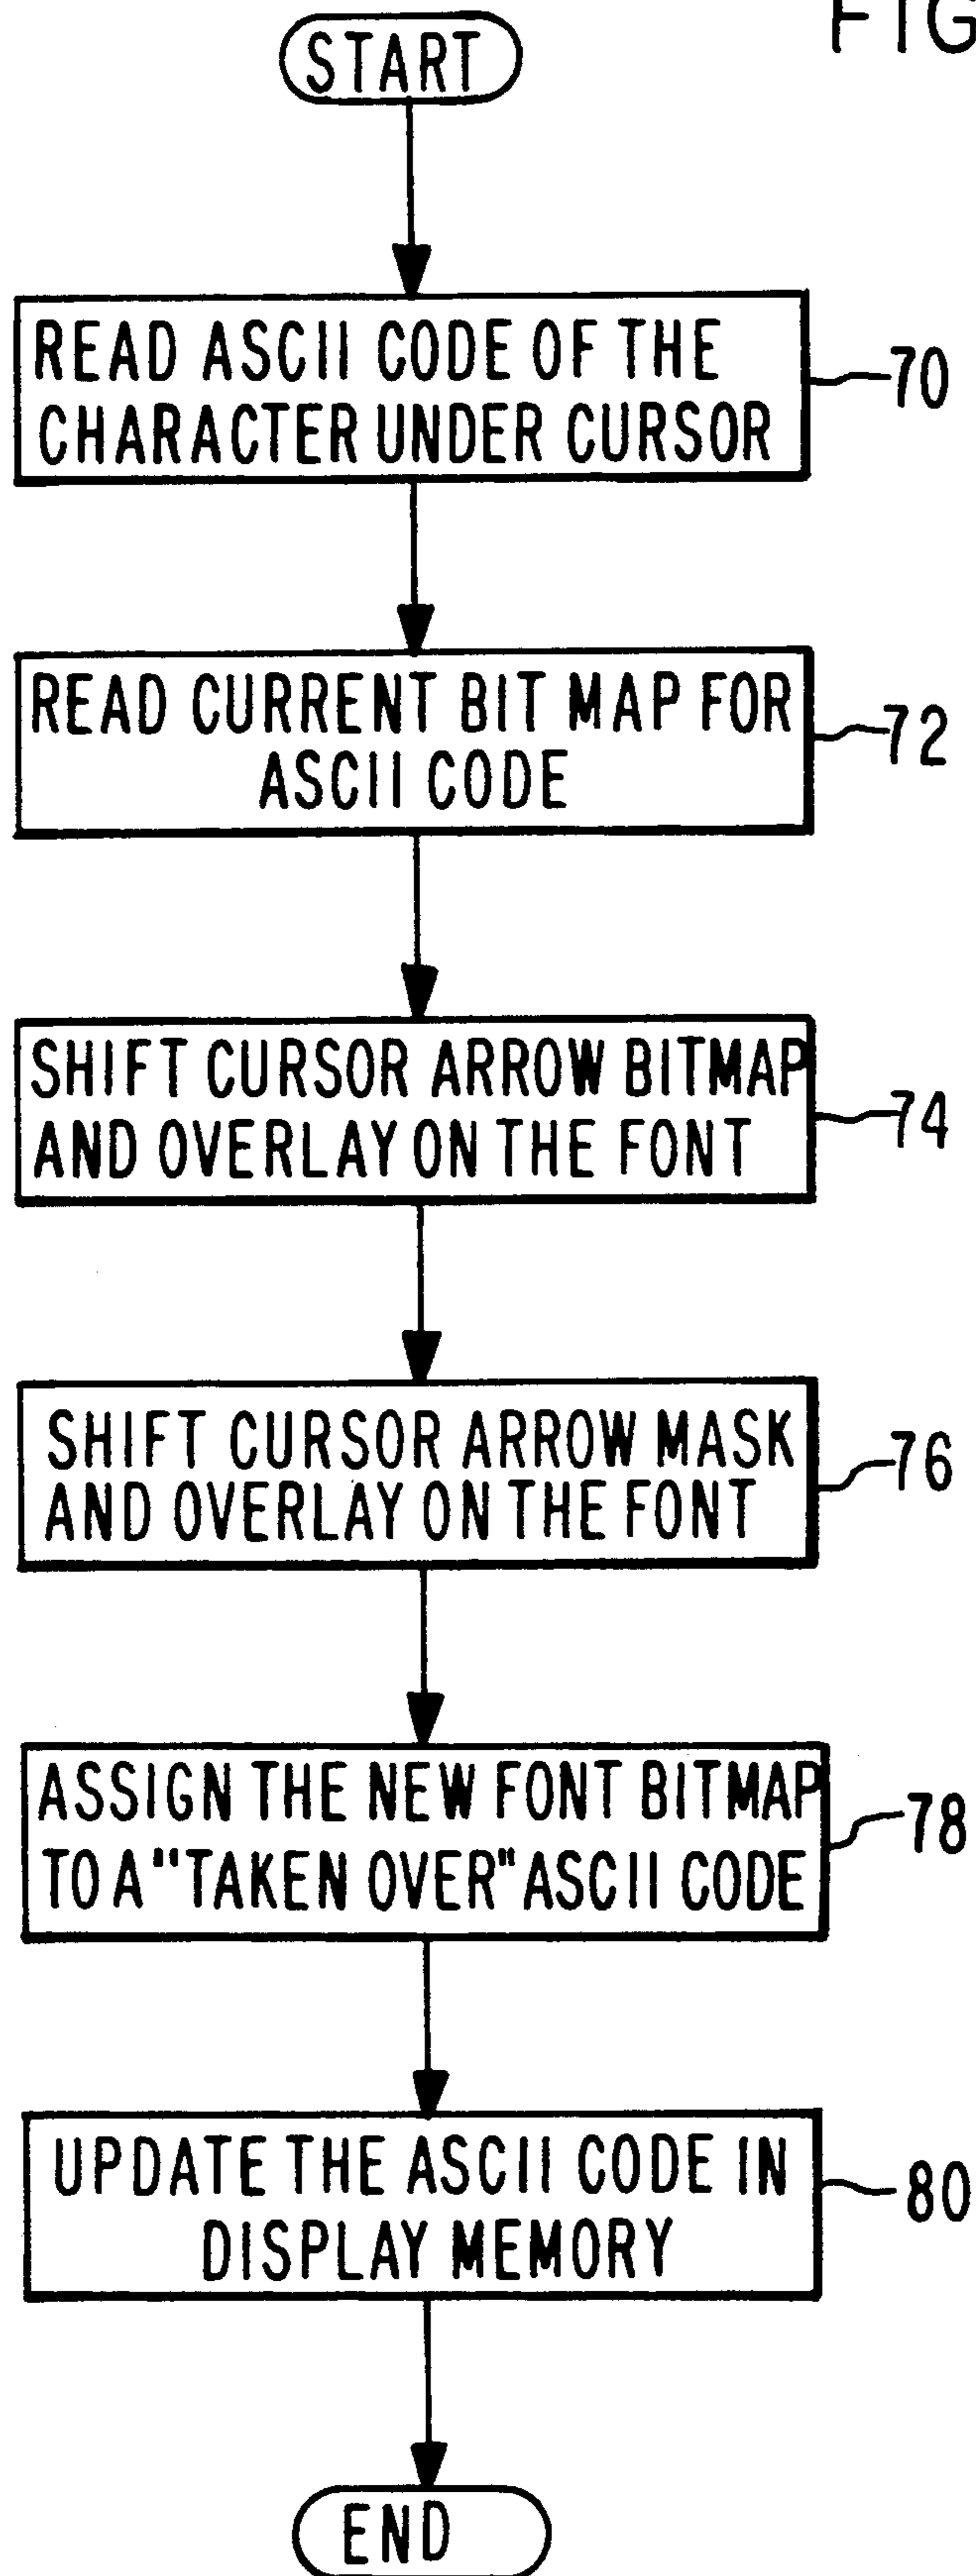 FIG
START
READ ASCII CODE OF THE
CHARACTER UNDER CURSOR
70
READ CURRENT BIT MAP FOR
ASCII CODE
72
SHIFT CURSOR ARROW BITMAP
AND OVERLAY ON THE FONT
74
SHIFT CURSOR ARROW MASK
AND OVERLAY ON THE FONT
76
ASSIGN THE NEW FONT BITMAP
TO A "TAKEN OVER" ASCII CODE
78
UPDATE THE ASCII CODE IN
DISPLAY MEMORY
80
END